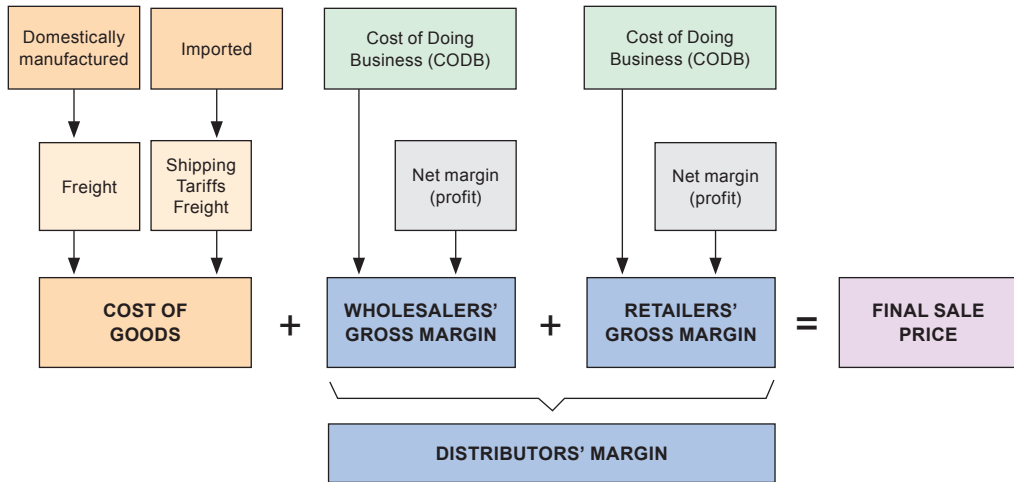 Domestically
manufactured
Imported
Cost of Doing
Business (CODB)
Cost of Doing
Business (CODB)
Freight
Shipping
Tariffs
Freight
Net margin
(profit)
Net margin
(profit)
COST OF
GOODS
+
WHOLESALERS’
GROSS MARGIN
+
RETAILERS’
GROSS MARGIN
=
FINAL SALE
PRICE
DISTRIBUTORS’ MARGIN